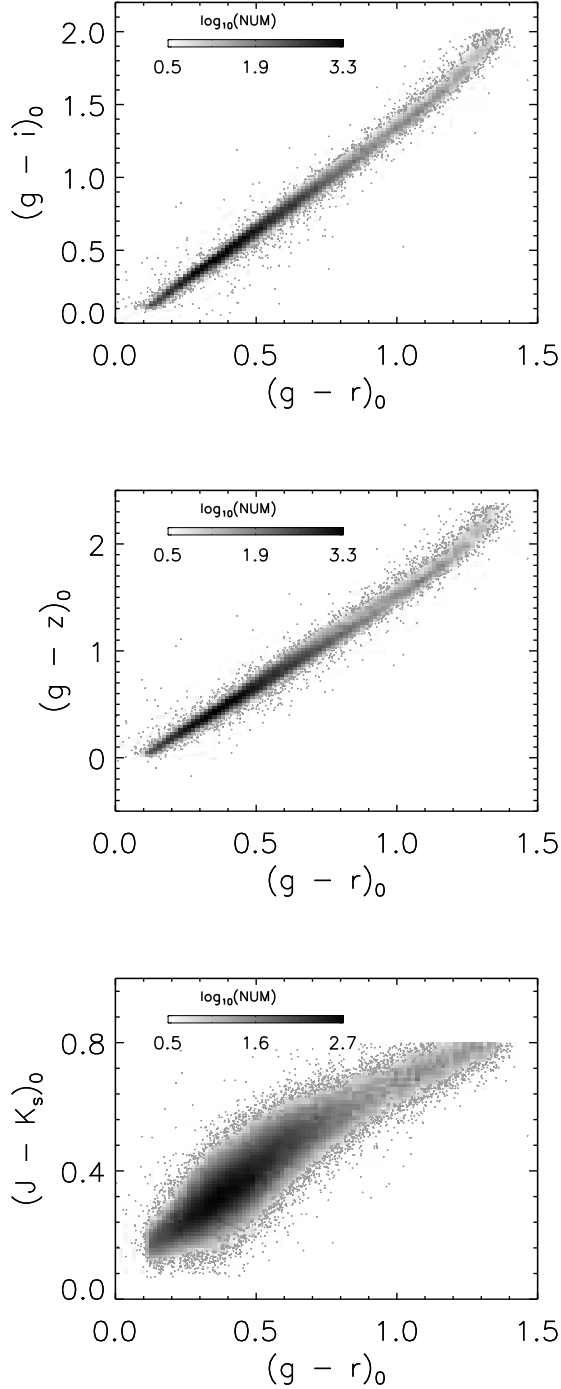 log₁₀(NUM)
0.5 1.9 3.3
2.0
1.5
1.0
0.5
0.0
(g − i)₀
0.0 0.5 1.0 1.5
(g − r)₀
log₁₀(NUM)
0.5 1.9 3.3
2
1
0
(g − z)₀
0.0 0.5 1.0 1.5
(g − r)₀
log₁₀(NUM)
0.5 1.6 2.7
0.8
0.4
0.0
(J − Kₛ)₀
0.0 0.5 1.0 1.5
(g − r)₀